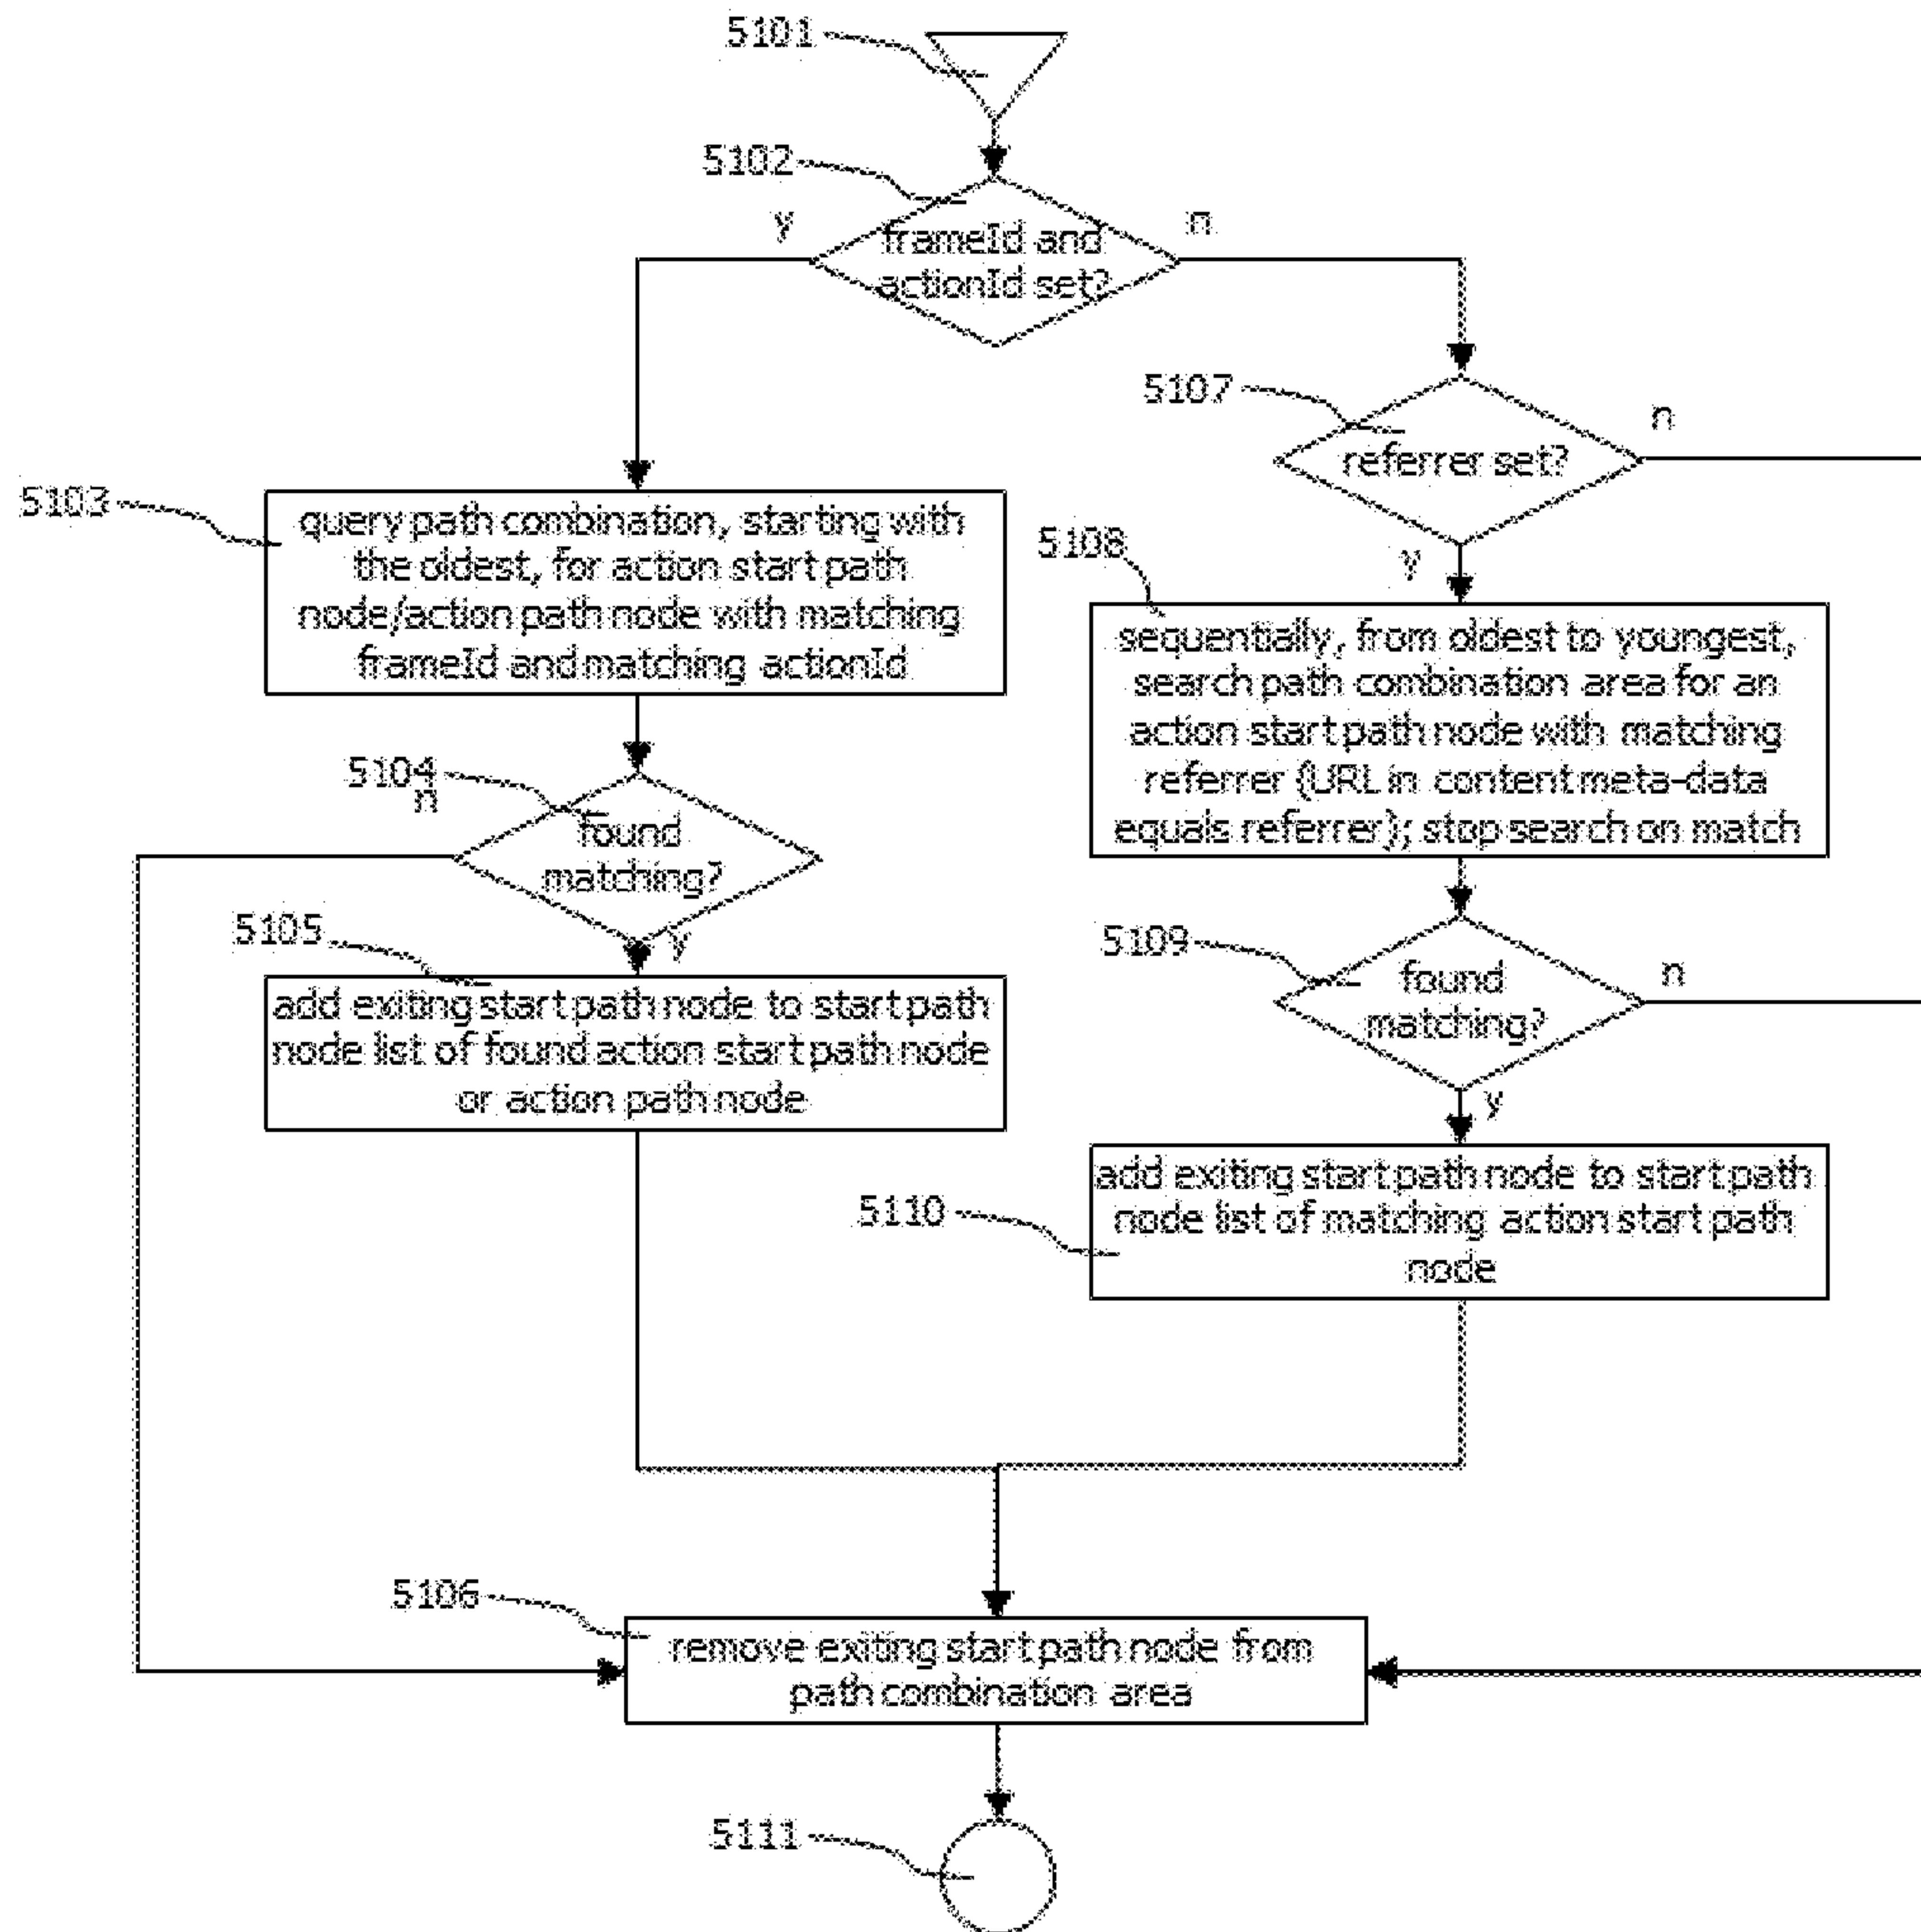 5101
5102
y
n
frameId and
actionId set?
5107
n
referrer set?
5103
query path combination, starting with
the oldest, for action start path
node/action path node with matching
frameId and matching actionId
y
5108
sequentially, from oldest to youngest,
search path combination area for an
action start path node with matching
referrer (URL in content meta-data
equals referrer); stop search on match
5104
n
found
matching?
y
5105
add exiting start path node to start path
node list of found action start path node
or action path node
5109
n
found
matching?
y
5110
add exiting start path node to start path
node list of matching action start path
node
5106
remove exiting start path node from
path combination area
5111